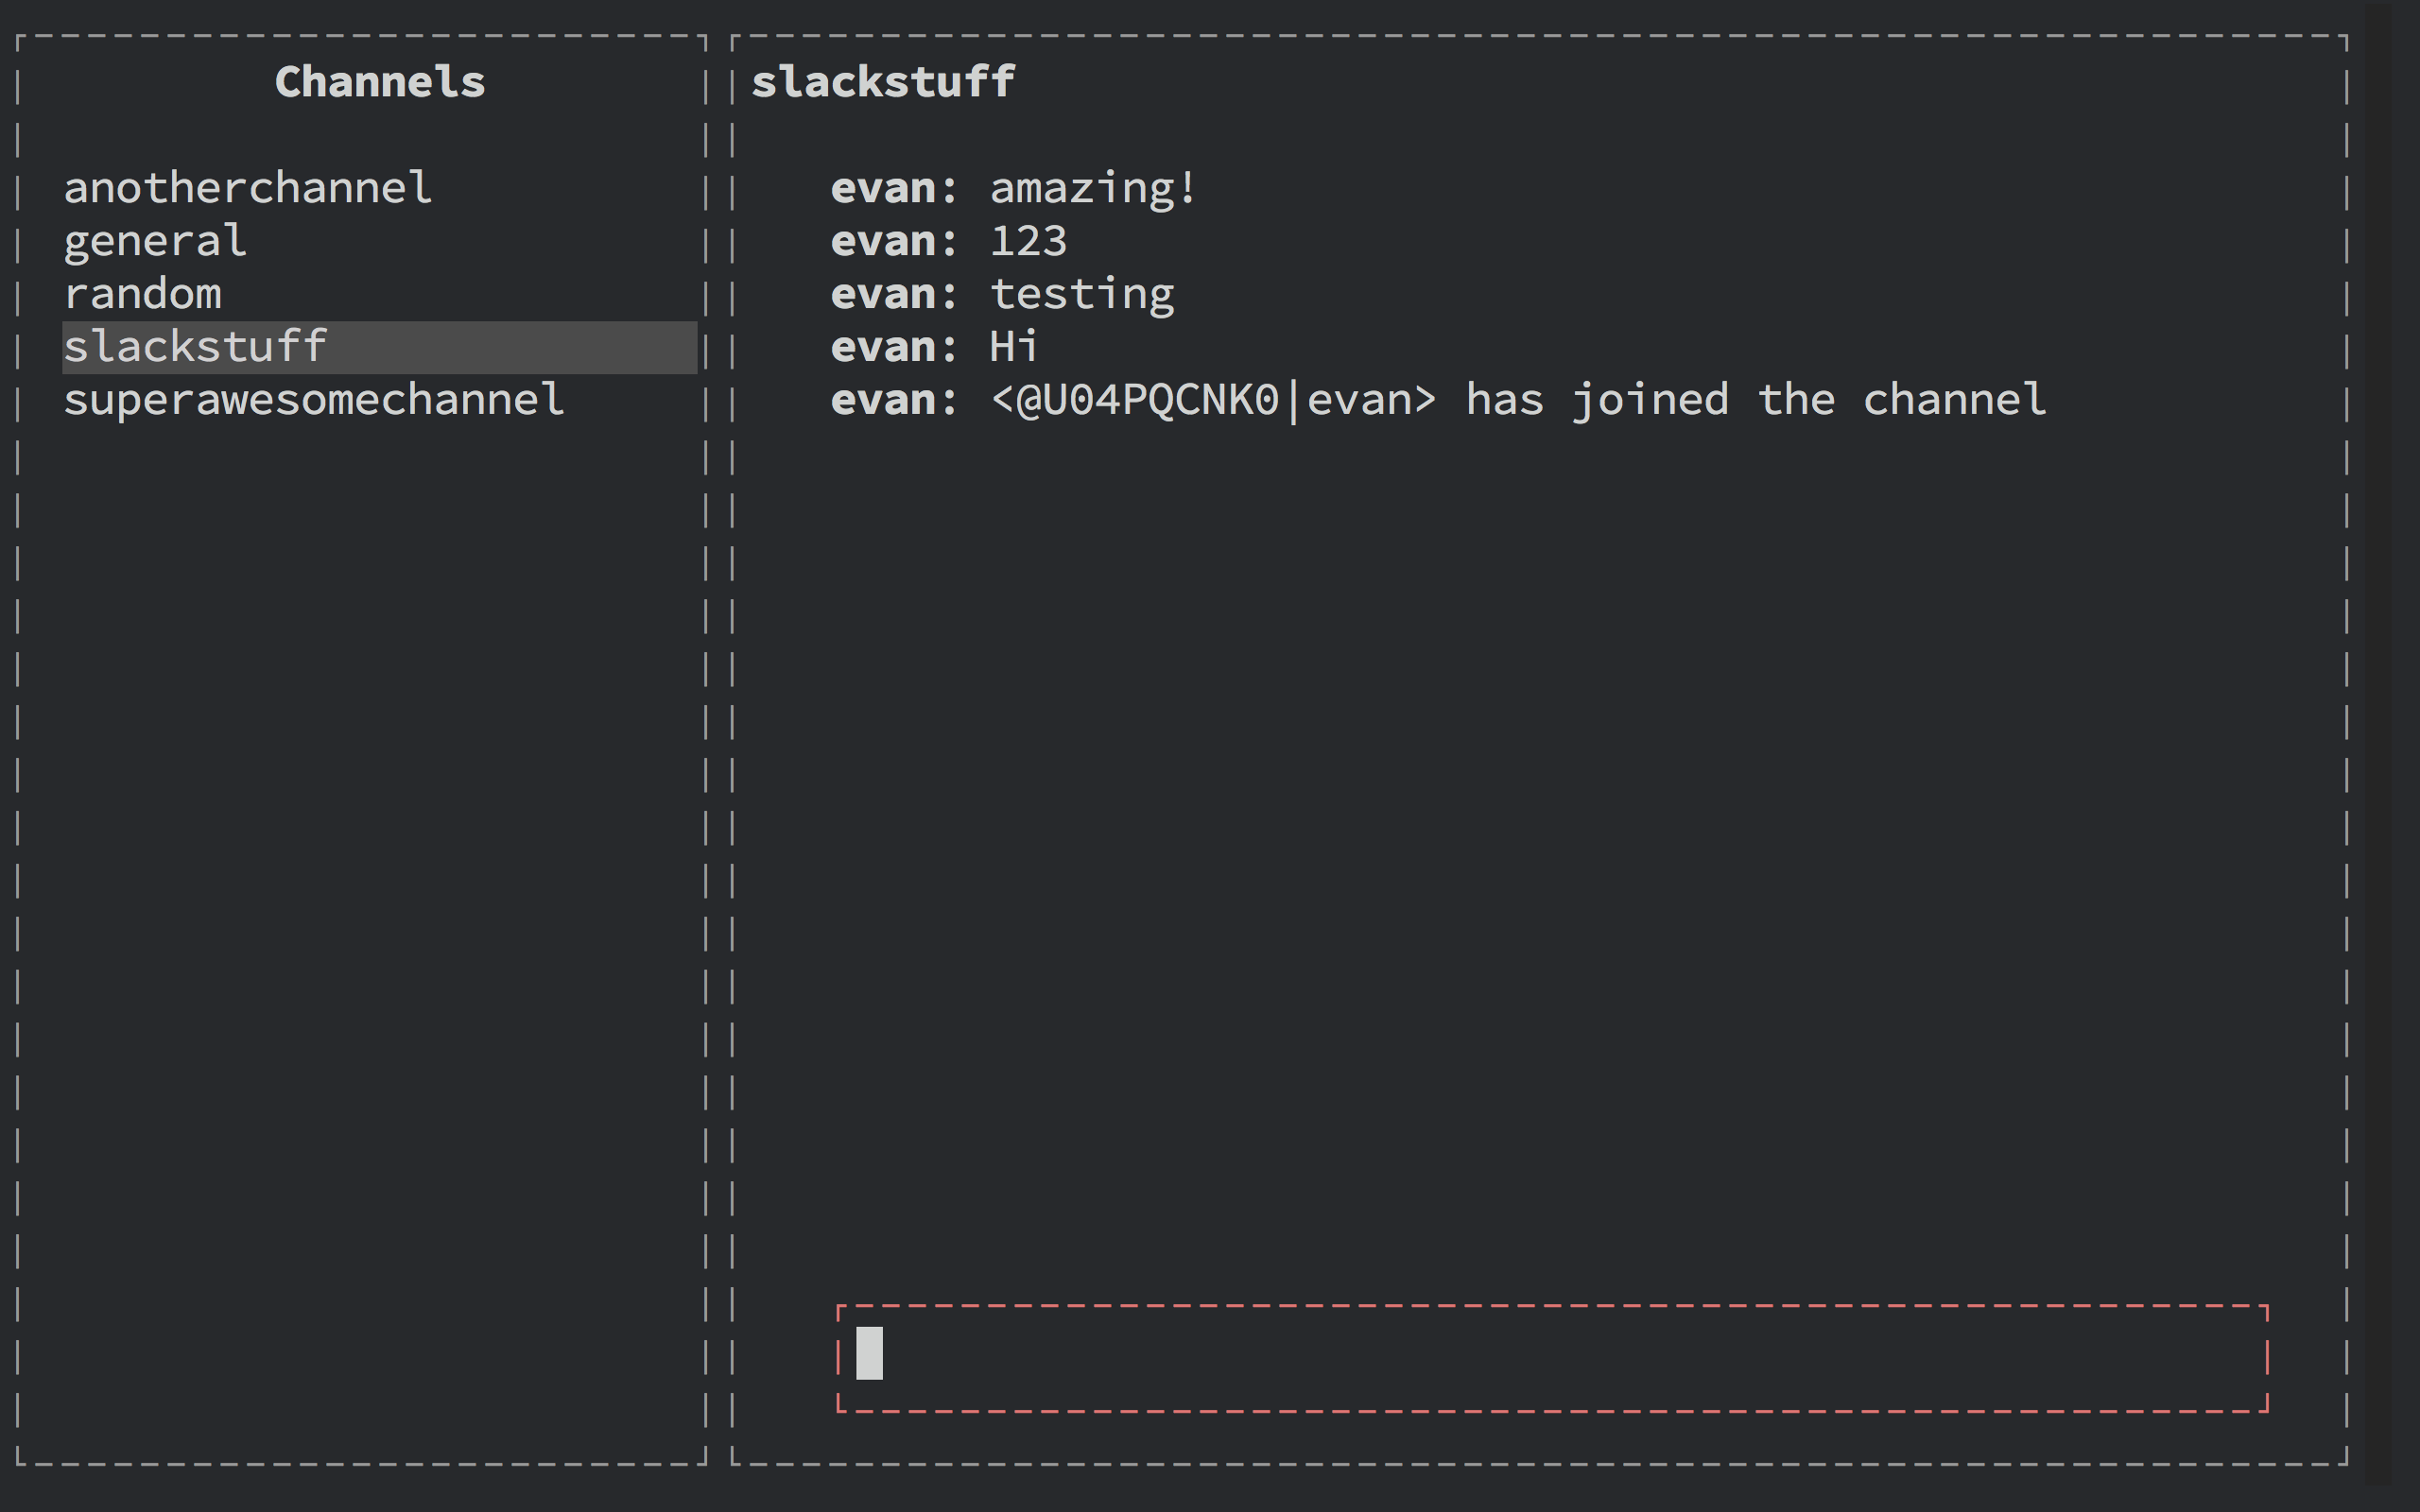 Channels
anotherchannel
general
random
slackstuff
superawesomechannel
slackstuff
evan: amazing!
evan: 123
evan: testing
evan: Hi
evan: <@U04PQCNK0|evan> has joined the channel